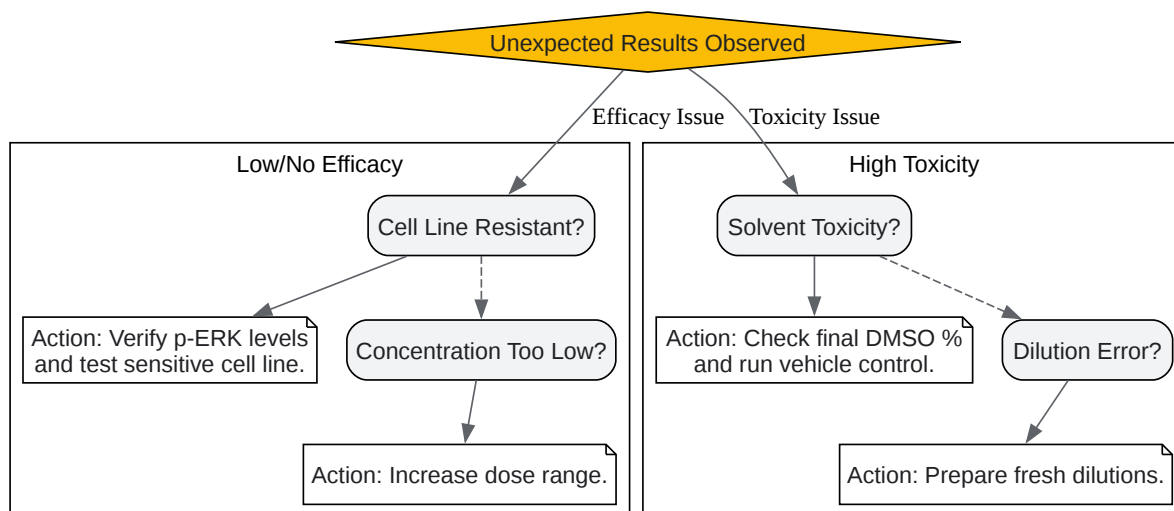 Unexpected Results Observed
Efficacy Issue
Toxicity Issue
Low/No Efficacy
Cell Line Resistant?
Action: Verify p-ERK levels
and test sensitive cell line.
Concentration Too Low?
Action: Increase dose range.
High Toxicity
Solvent Toxicity?
Action: Check final DMSO %
and run vehicle control.
Dilution Error?
Action: Prepare fresh dilutions.